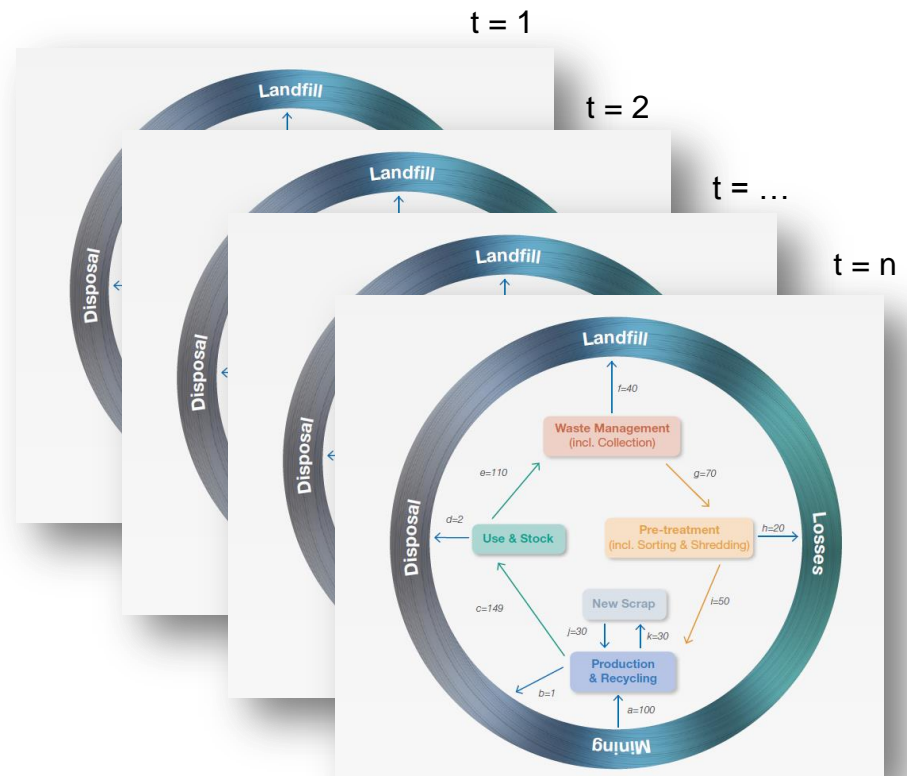 t = 1
Landfill
Disposal
t = 2
Landfill
Disposal
t = ...
Landfill
Disposal
t = n
Landfill
f=40
Waste Management
(incl. Collection)
e=110
g=70
Disposal
d=2
Use & Stock
Pre-treatment
(incl. Sorting & Shredding)
h=20
Losses
c=149
New Scrap
i=50
j=30
k=30
Production
& Recycling
b=1
a=100
Mining